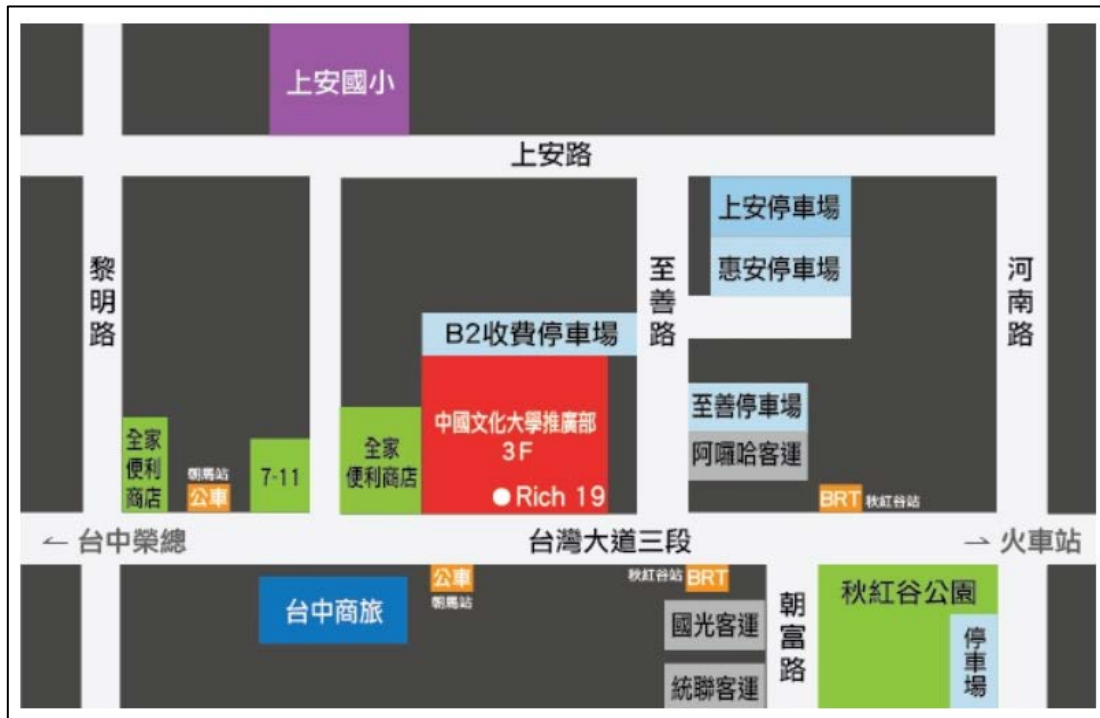 上安國小
上安路
上安停車場
惠安停車場
黎明路
至善路
河南路
B2收費停車場
中國文化大學推廣部
3F
Rich 19
至善停車場
阿囉哈客運
全家
便利
商店
朝馬站
公車
7-11
全家
便利商店
BRT 秋紅谷站
← 台中榮總
台灣大道三段
→ 火車站
台中商旅
公車
朝馬站
秋紅谷站 BRT
國光客運
統聯客運
朝富路
秋紅谷公園
停車場